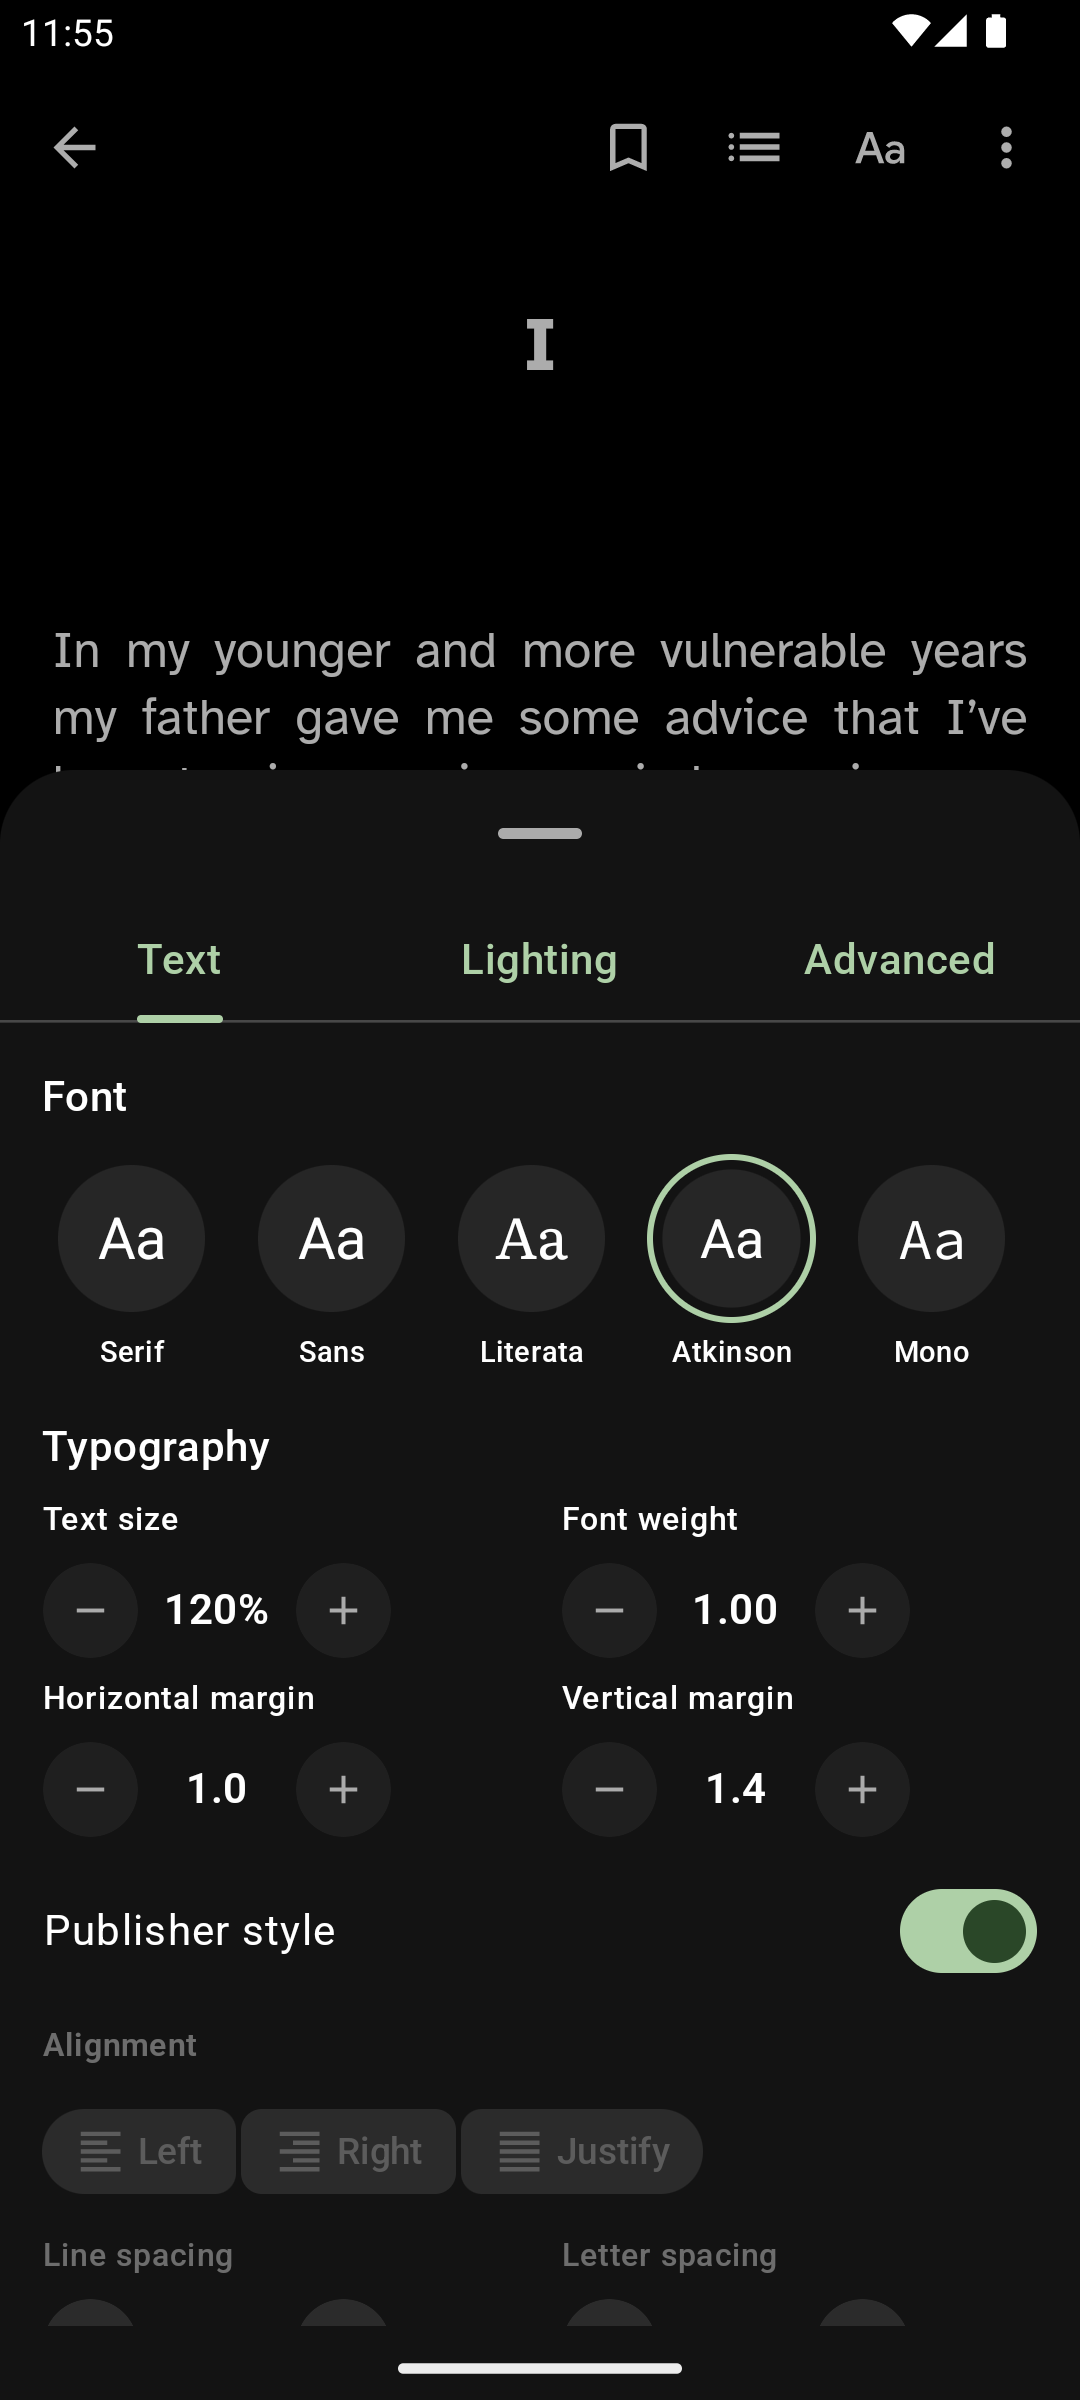 11:55
Aa
I
In my younger and more vulnerable years
my father gave me some advice that I’ve
Text Lighting Advanced
Font
Aa Aa Aa Aa Aa
Serif Sans Literata Atkinson Mono
Typography
Text size Font weight
− 120% + − 1.00 +
Horizontal margin Vertical margin
− 1.0 + − 1.4 +
Publisher style
Alignment
Left Right Justify
Line spacing Letter spacing